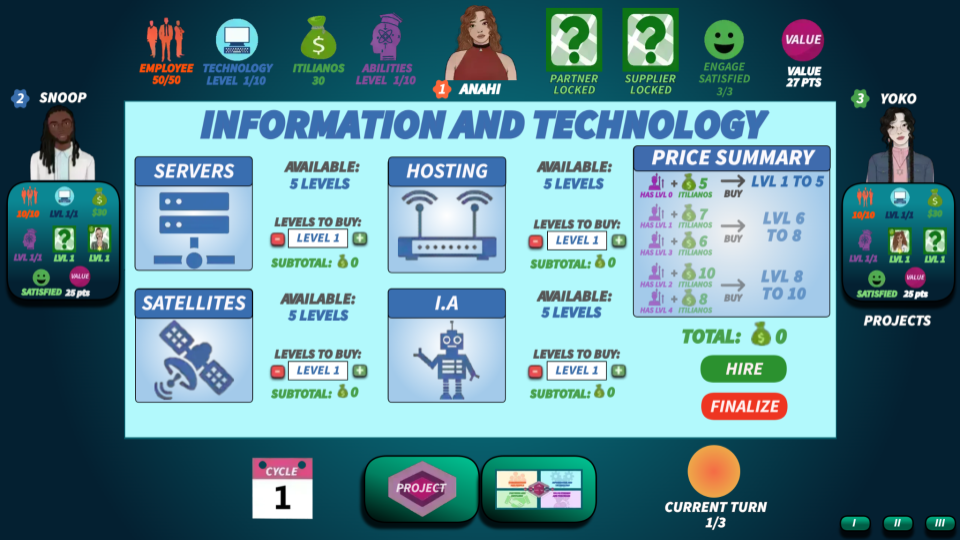 EMPLOYEE
50/50
TECHNOLOGY
LEVEL 1/10
ITILIANOS
30
ABILITIES
LEVEL 1/10
1 ANAHI
PARTNER
LOCKED
SUPPLIER
LOCKED
ENGAGE
SATISFIED
3/3
VALUE
VALUE
27 PTS
2 SNOOP
10/10
LVL 1/1
$30
LVL 1/1
LVL 1
LVL 1
VALUE
SATISFIED 25 pts
3 YOKO
10/10
LVL 1/1
$30
LVL 1/1
LVL 1
LVL 1
VALUE
SATISFIED 25 pts
PROJECTS
INFORMATION AND TECHNOLOGY
SERVERS
AVAILABLE:
5 LEVELS
LEVELS TO BUY:
- LEVEL 1 +
SUBTOTAL: 0
HOSTING
AVAILABLE:
5 LEVELS
LEVELS TO BUY:
- LEVEL 1 +
SUBTOTAL: 0
SATELLITES
AVAILABLE:
5 LEVELS
LEVELS TO BUY:
- LEVEL 1 +
SUBTOTAL: 0
I.A
AVAILABLE:
5 LEVELS
LEVELS TO BUY:
- LEVEL 1 +
SUBTOTAL: 0
PRICE SUMMARY
+ 5
HAS LVL 0 ITILIANOS
BUY
LVL 1 TO 5
+ 7
HAS LVL 1 ITILIANOS
+ 6
HAS LVL 3 ITILIANOS
BUY
LVL 6
TO 8
+ 10
HAS LVL 2 ITILIANOS
+ 8
HAS LVL 4 ITILIANOS
BUY
LVL 8
TO 10
TOTAL: 0
HIRE
FINALIZE
CYCLE
1
PROJECT
CURRENT TURN
1/3
I
II
III